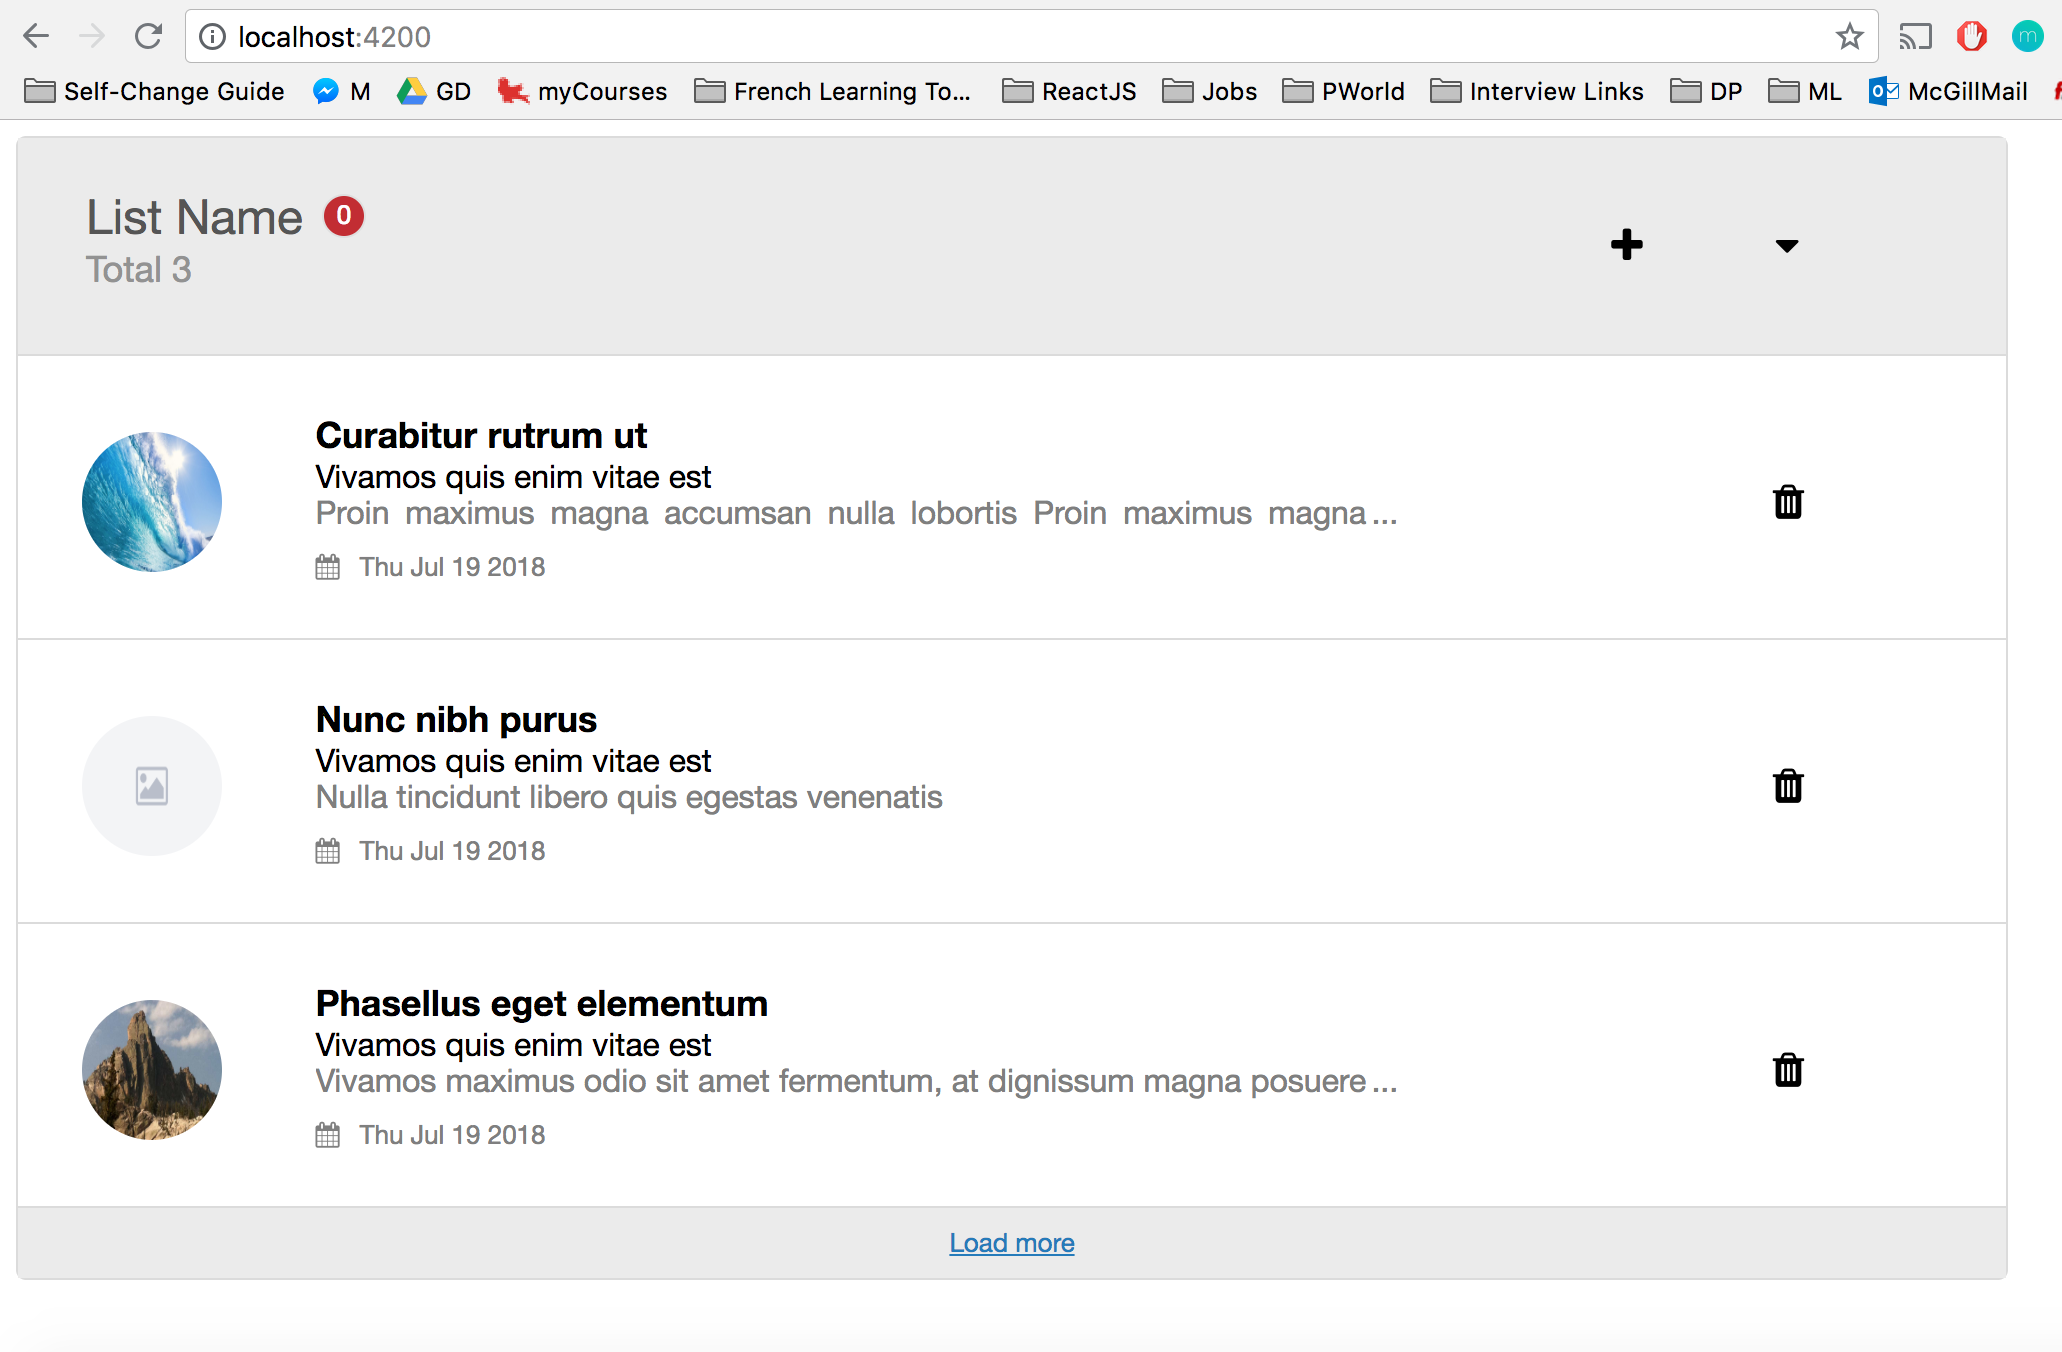 localhost:4200
m
Self-Change Guide M GD myCourses French Learning To... ReactJS Jobs PWorld Interview Links DP ML McGillMail
List Name 0
Total 3
Curabitur rutrum ut
Vivamos quis enim vitae est
Proin maximus magna accumsan nulla lobortis Proin maximus magna ...
Thu Jul 19 2018
Nunc nibh purus
Vivamos quis enim vitae est
Nulla tincidunt libero quis egestas venenatis
Thu Jul 19 2018
Phasellus eget elementum
Vivamos quis enim vitae est
Vivamos maximus odio sit amet fermentum, at dignissum magna posuere ...
Thu Jul 19 2018
Load more